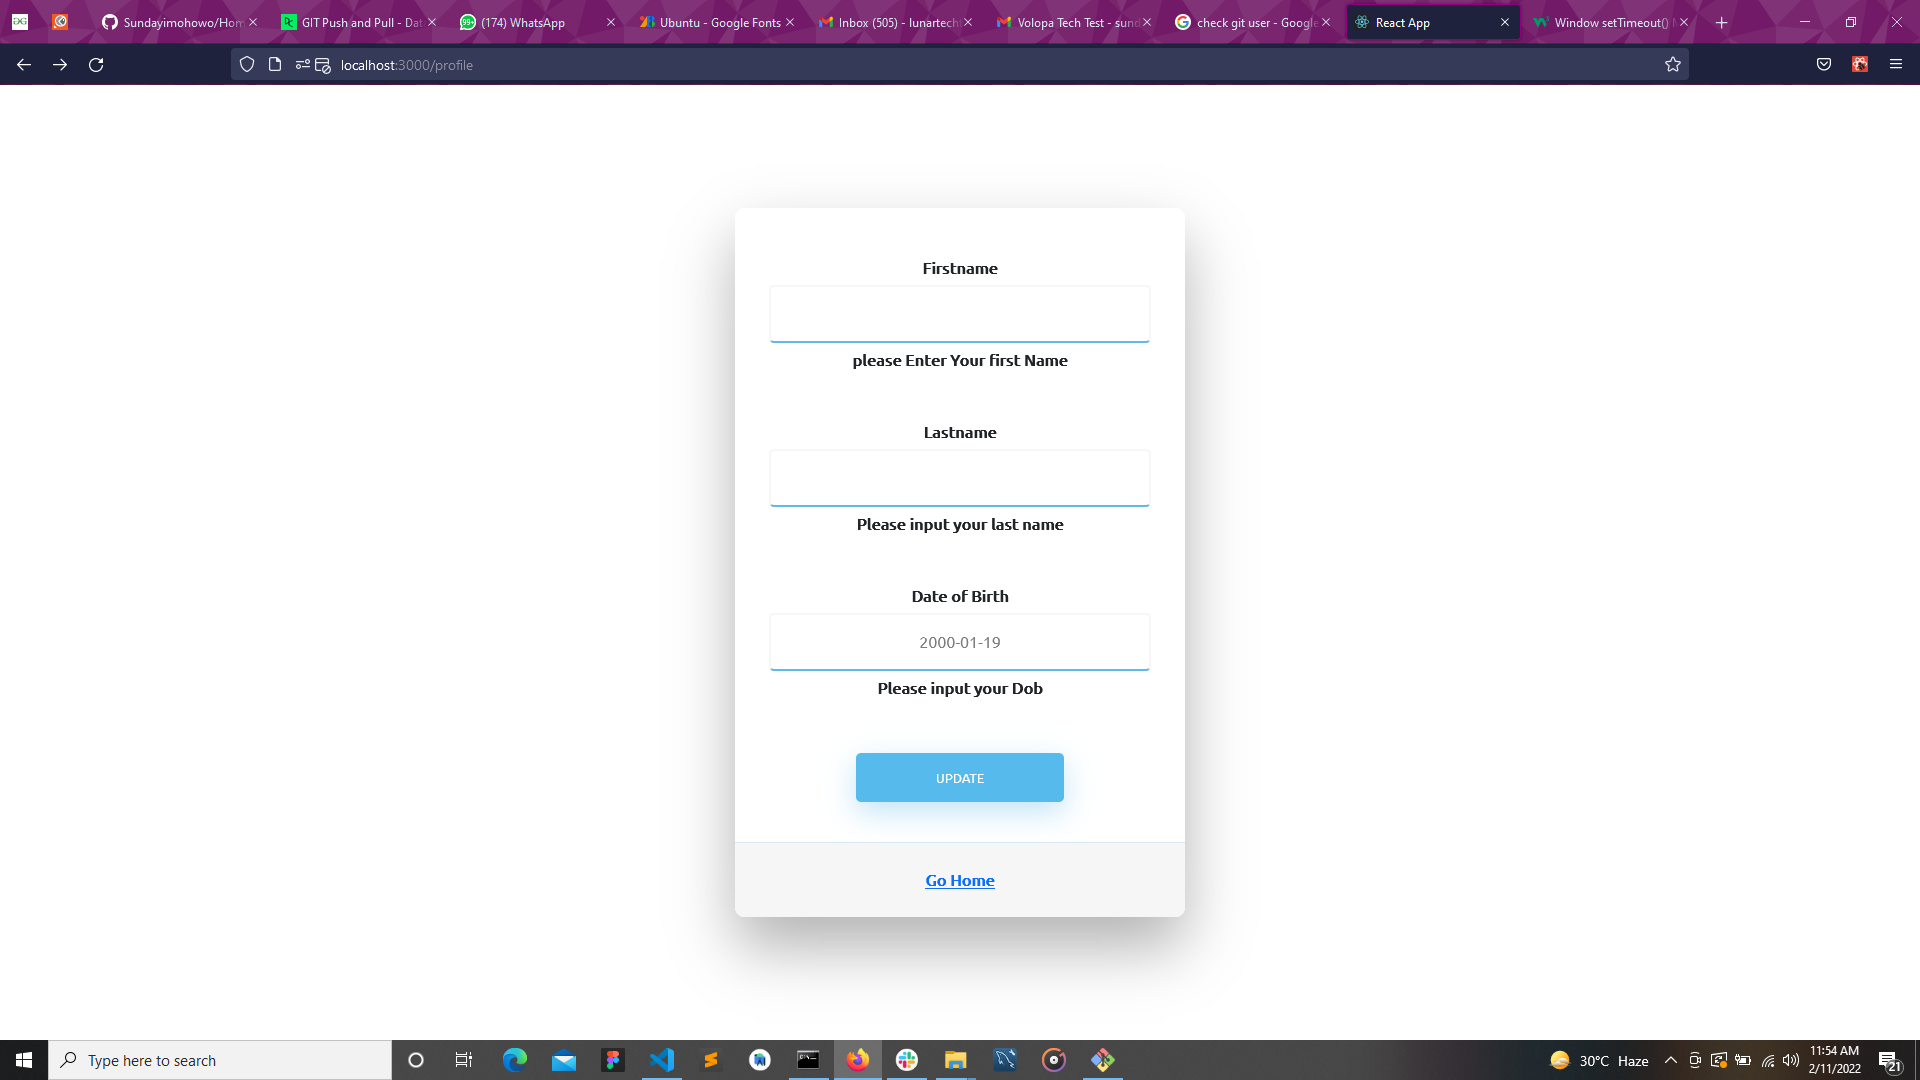 Sundayimohowo/Hom
GIT Push and Pull - Dat
(174) WhatsApp
Ubuntu - Google Fonts
Inbox (505) - lunartech
Volopa Tech Test - sund
check git user - Google
React App
Window setTimeout() M
localhost:3000/profile
Firstname
please Enter Your first Name
Lastname
Please input your last name
Date of Birth
2000-01-19
Please input your Dob
UPDATE
Go Home
Type here to search
30°C Haze
11:54 AM
2/11/2022
21